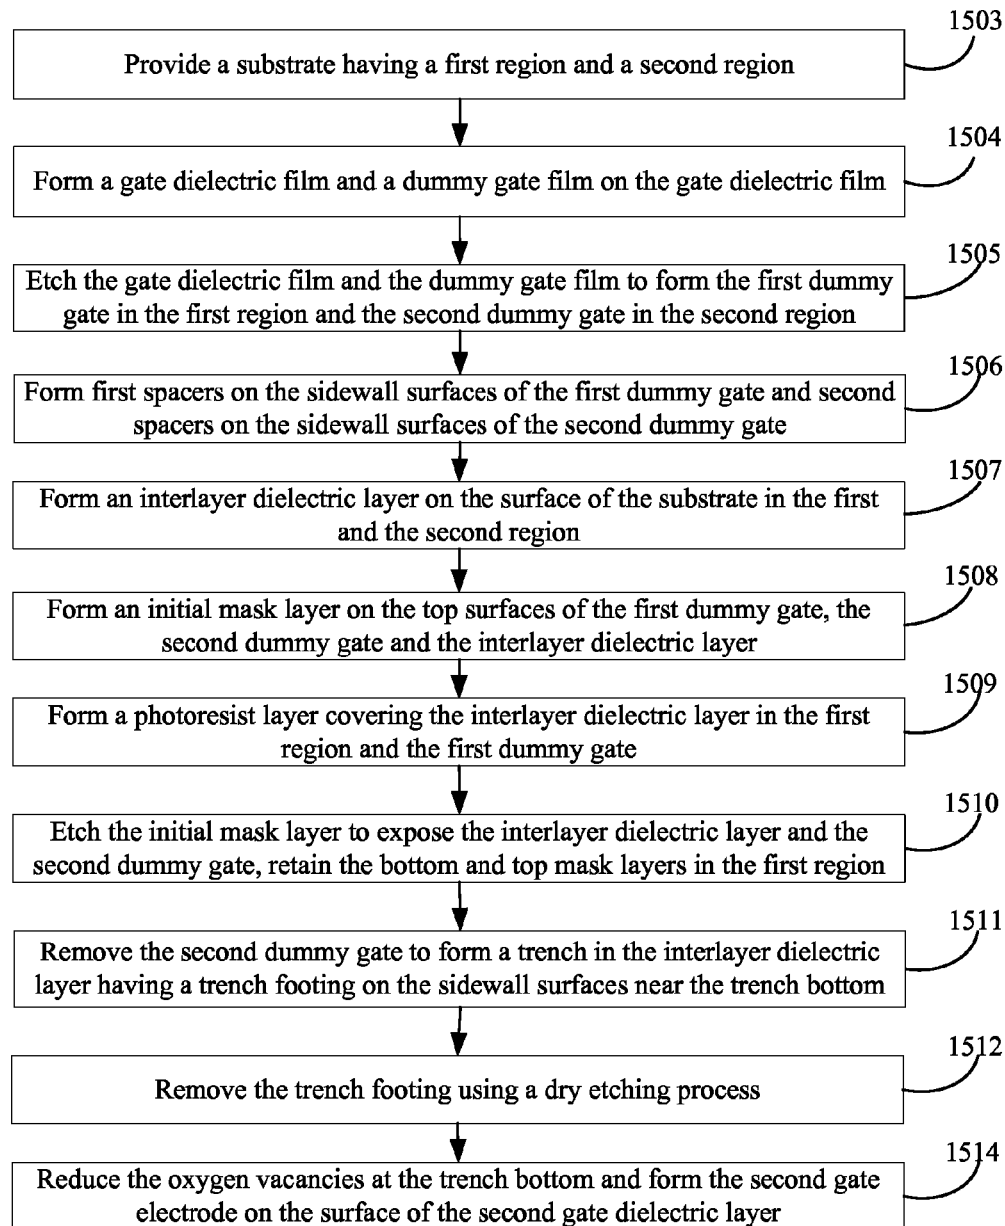 1503
Provide a substrate having a first region and a second region
1504
Form a gate dielectric film and a dummy gate film on the gate dielectric film
1505
Etch the gate dielectric film and the dummy gate film to form the first dummy
gate in the first region and the second dummy gate in the second region
1506
Form first spacers on the sidewall surfaces of the first dummy gate and second
spacers on the sidewall surfaces of the second dummy gate
1507
Form an interlayer dielectric layer on the surface of the substrate in the first
and the second region
1508
Form an initial mask layer on the top surfaces of the first dummy gate, the
second dummy gate and the interlayer dielectric layer
1509
Form a photoresist layer covering the interlayer dielectric layer in the first
region and the first dummy gate
1510
Etch the initial mask layer to expose the interlayer dielectric layer and the
second dummy gate, retain the bottom and top mask layers in the first region
1511
Remove the second dummy gate to form a trench in the interlayer dielectric
layer having a trench footing on the sidewall surfaces near the trench bottom
1512
Remove the trench footing using a dry etching process
1514
Reduce the oxygen vacancies at the trench bottom and form the second gate
electrode on the surface of the second gate dielectric layer